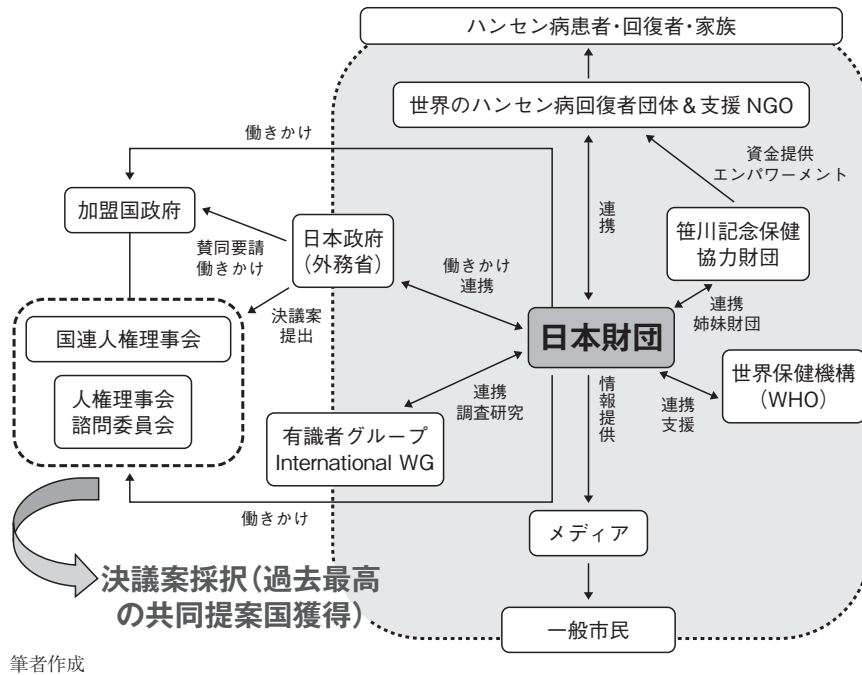 ハンセン病患者・回復者・家族
世界のハンセン病回復者団体＆支援 NGO
働きかけ
資金提供
エンパワーメント
加盟国政府
賛同要請
働きかけ
日本政府
（外務省）
連携
笹川記念保健
協力財団
働きかけ
連携
決議案
提出
連携
姉妹財団
国連人権理事会
日本財団
人権理事会
諮問委員会
連携
調査研究
情報提供
連携
支援
世界保健機構
（WHO）
有識者グループ
International WG
働きかけ
メディア
決議案採択（過去最高
の共同提案国獲得）
一般市民
筆者作成